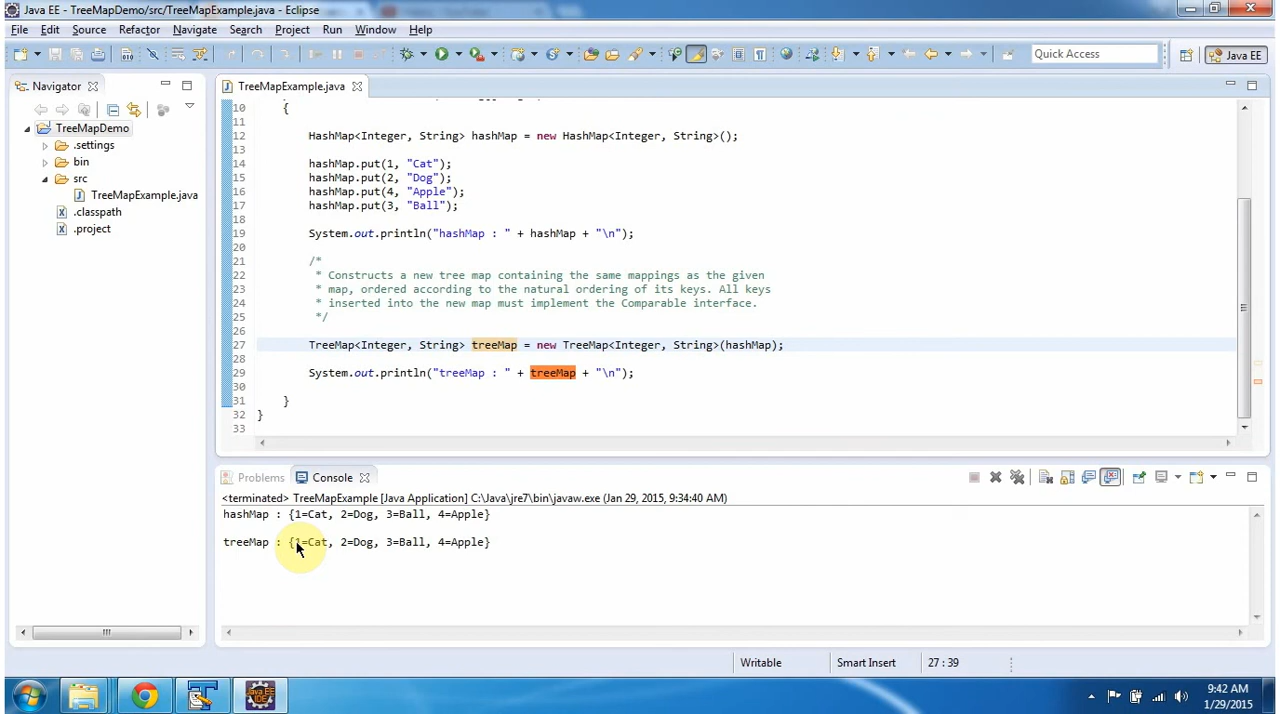 Java EE - TreeMapDemo/src/TreeMapExample.java - Eclipse
File Edit Source Refactor Navigate Search Project Run Window Help
Quick Access
Java EE
Navigator
TreeMapExample.java
TreeMapDemo
.settings
bin
src
TreeMapExample.java
.classpath
.project
10 {
11
12 HashMap<Integer, String> hashMap = new HashMap<Integer, String>();
13
14 hashMap.put(1, "Cat");
15 hashMap.put(2, "Dog");
16 hashMap.put(4, "Apple");
17 hashMap.put(3, "Ball");
18
19 System.out.println("hashMap : " + hashMap + "\n");
20
21 /*
22 * Constructs a new tree map containing the same mappings as the given
23 * map, ordered according to the natural ordering of its keys. All keys
24 * inserted into the new map must implement the Comparable interface.
25 */
26
27 TreeMap<Integer, String> treeMap = new TreeMap<Integer, String>(hashMap);
28
29 System.out.println("treeMap : " + treeMap + "\n");
30
31 }
32 }
33
Problems Console
<terminated> TreeMapExample [Java Application] C:\Java\jre7\bin\javaw.exe (Jan 29, 2015, 9:34:40 AM)
hashMap : {1=Cat, 2=Dog, 3=Ball, 4=Apple}
treeMap : {1=Cat, 2=Dog, 3=Ball, 4=Apple}
Writable Smart Insert 27 : 39
Java EE IDE
9:42 AM
1/29/2015